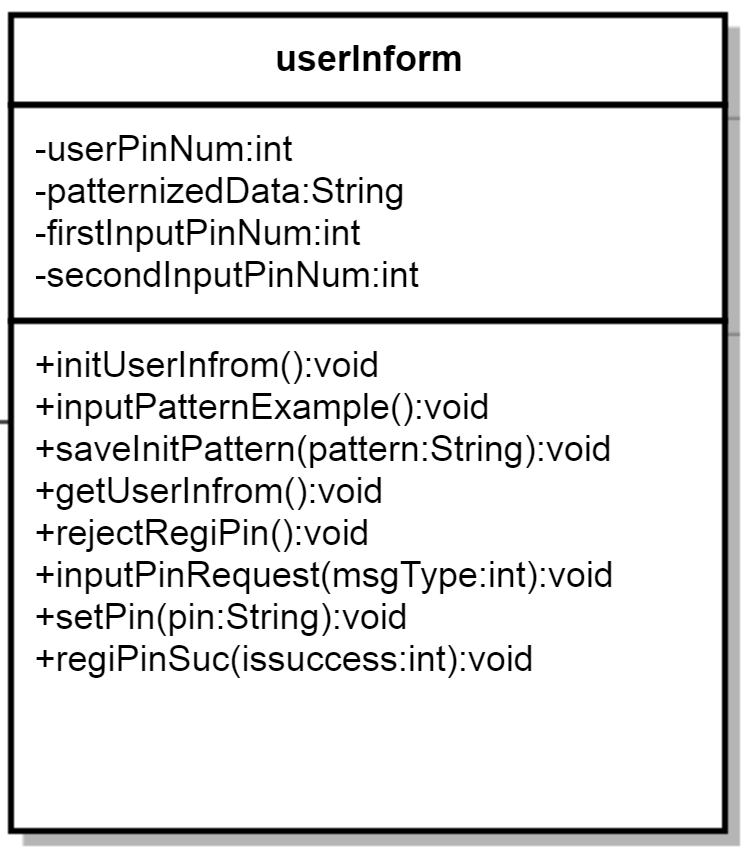 userInform
-userPinNum:int
-patternizedData:String
-firstInputPinNum:int
-secondInputPinNum:int
+initUserInfrom():void
+inputPatternExample():void
+saveInitPattern(pattern:String):void
+getUserInfrom():void
+rejectRegiPin():void
+inputPinRequest(msgType:int):void
+setPin(pin:String):void
+regiPinSuc(issuccess:int):void